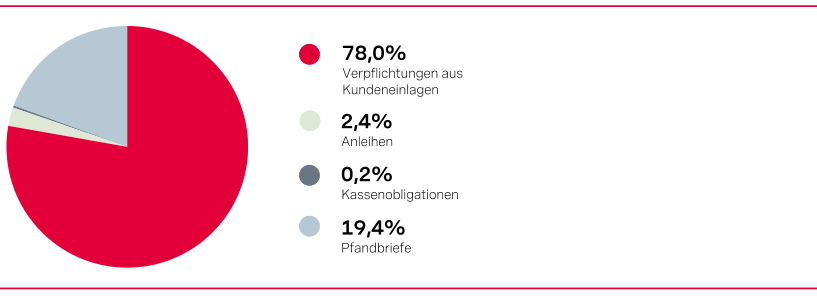 78,0%
Verpflichtungen aus
Kundeneinlagen
2,4%
Anleihen
0,2%
Kassenobligationen
19,4%
Pfandbriefe